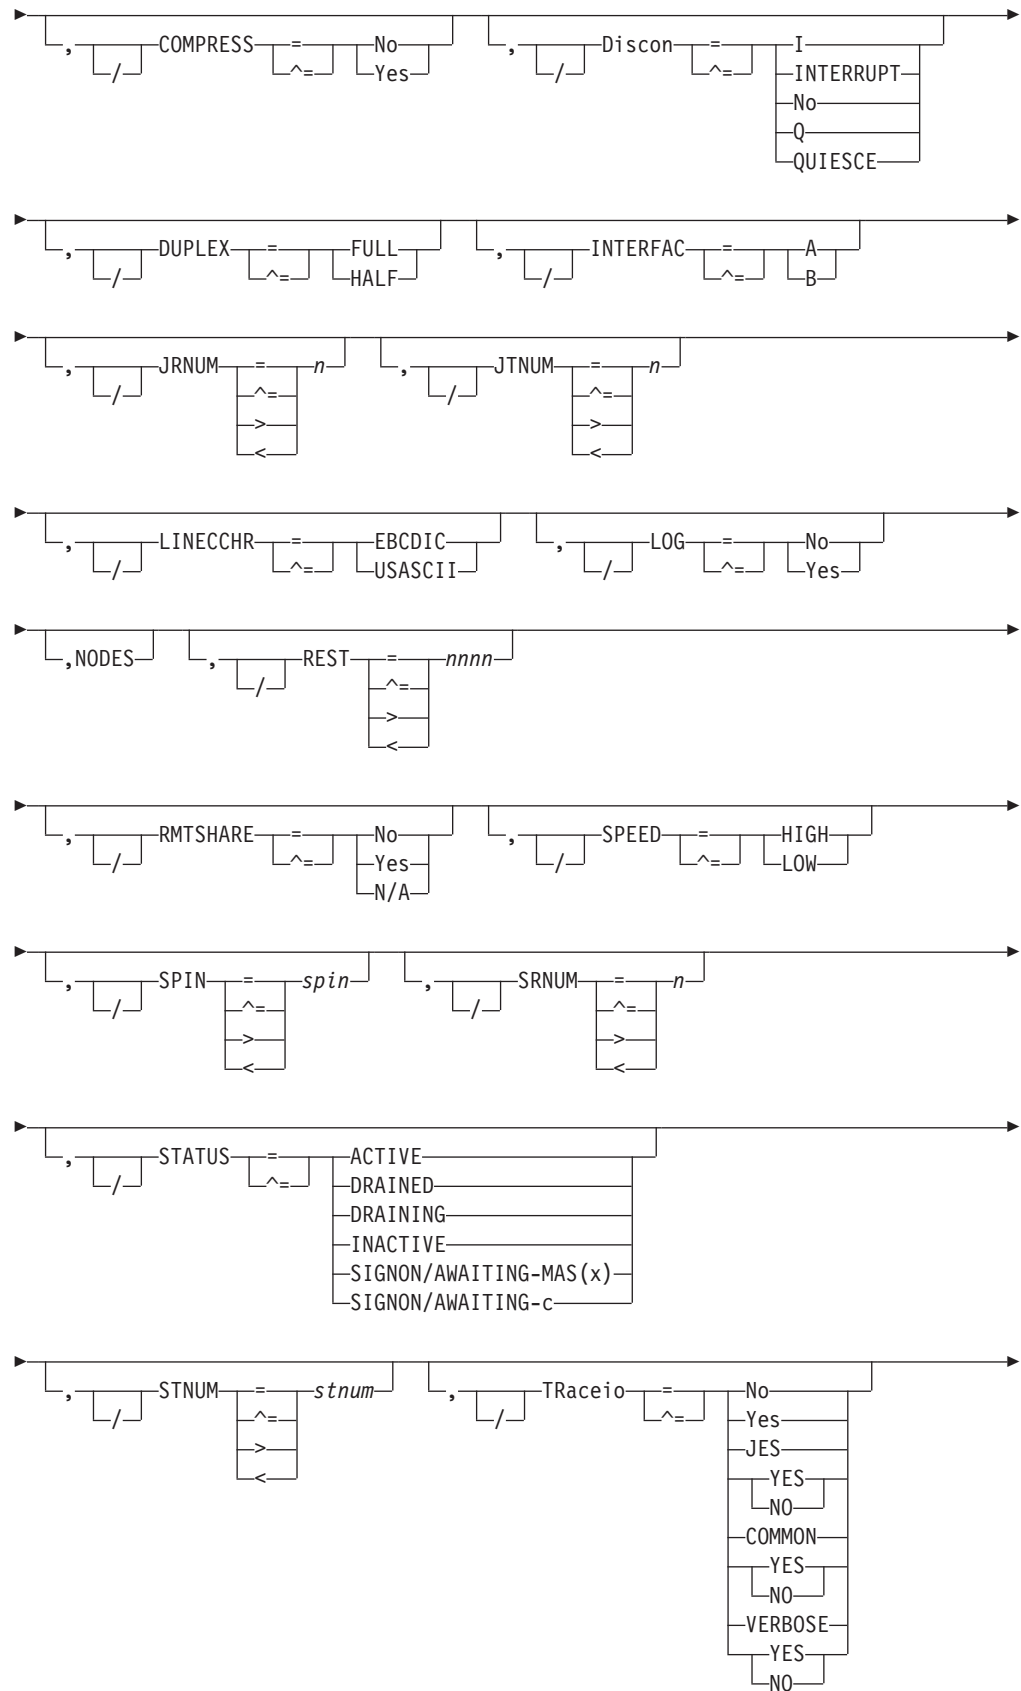 , / COMPRESS = ^= No Yes , / Discon = ^= I INTERRUPT No Q QUIESCE
, / DUPLEX = ^= FULL HALF , / INTERFAC = ^= A B
, / JRNUM = ^= > < n , / JTNUM = ^= > < n
, / LINECCHR = ^= EBCDIC USASCII , / LOG = ^= No Yes
,NODES , / REST = ^= > < nnnn
, / RMTSHARE = ^= No Yes N/A , / SPEED = ^= HIGH LOW
, / SPIN = ^= > < spin , / SRNUM = ^= > < n
, / STATUS = ^= ACTIVE DRAINED DRAINING INACTIVE SIGNON/AWAITING-MAS(x) SIGNON/AWAITING-c
, / STNUM = ^= > < stnum , / TRaceio = ^= No Yes JES YES NO COMMON YES NO VERBOSE YES NO